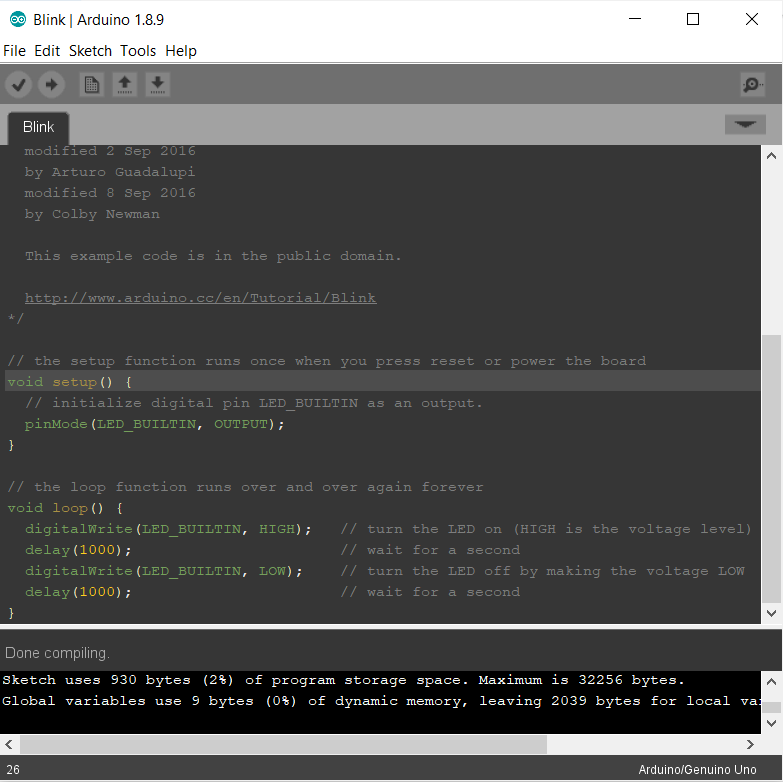 Blink | Arduino 1.8.9
File Edit Sketch Tools Help
Blink
modified 2 Sep 2016
by Arturo Guadalupi
modified 8 Sep 2016
by Colby Newman
This example code is in the public domain.
http://www.arduino.cc/en/Tutorial/Blink
*/
// the setup function runs once when you press reset or power the board
void setup() {
// initialize digital pin LED_BUILTIN as an output.
pinMode(LED_BUILTIN, OUTPUT);
}
// the loop function runs over and over again forever
void loop() {
digitalWrite(LED_BUILTIN, HIGH);   // turn the LED on (HIGH is the voltage level)
delay(1000);                       // wait for a second
digitalWrite(LED_BUILTIN, LOW);    // turn the LED off by making the voltage LOW
delay(1000);                       // wait for a second
}
Done compiling.
Sketch uses 930 bytes (2%) of program storage space. Maximum is 32256 bytes.
Global variables use 9 bytes (0%) of dynamic memory, leaving 2039 bytes for local
26 Arduino/Genuino Uno